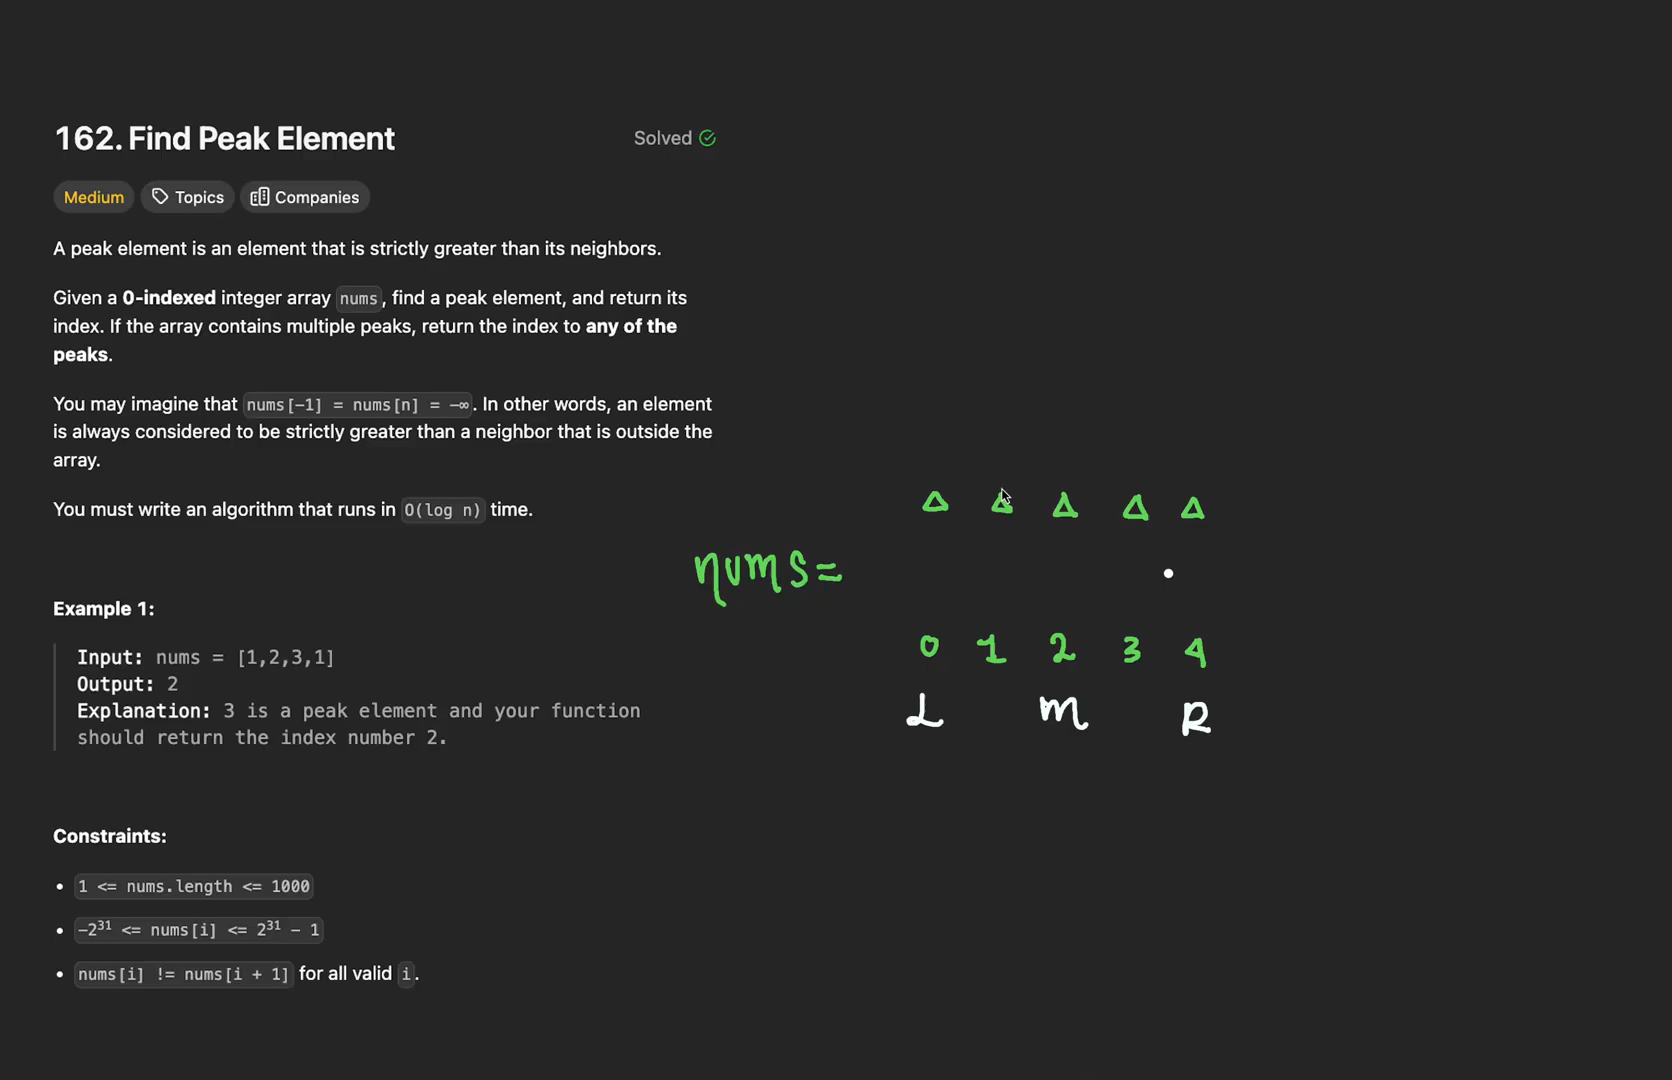 162. Find Peak Element
Solved
Medium Topics Companies
A peak element is an element that is strictly greater than its neighbors.
Given a 0-indexed integer array nums, find a peak element, and return its
index. If the array contains multiple peaks, return the index to any of the
peaks.
You may imagine that nums[-1] = nums[n] = -∞. In other words, an element
is always considered to be strictly greater than a neighbor that is outside the
array.
You must write an algorithm that runs in O(log n) time.
Example 1:
Input: nums = [1,2,3,1]
Output: 2
Explanation: 3 is a peak element and your function
should return the index number 2.
Constraints:
• 1 <= nums.length <= 1000
• -2³¹ <= nums[i] <= 2³¹ - 1
• nums[i] != nums[i + 1] for all valid i.
nums=
0 1 2 3 4
L m R